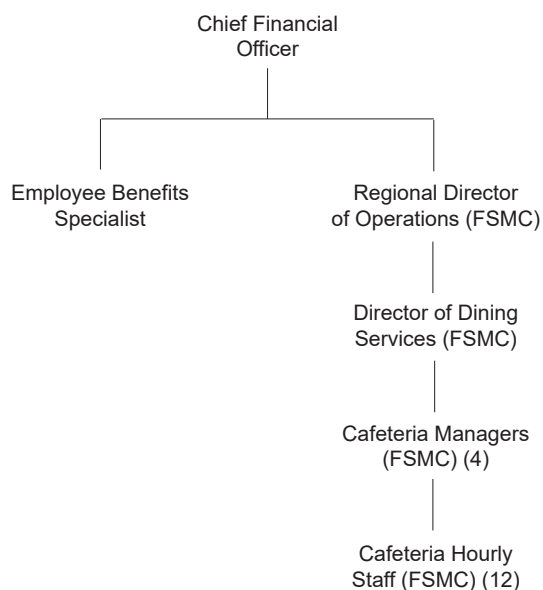 Chief Financial
Officer
Employee Benefits
Specialist
Regional Director
of Operations (FSMC)
Director of Dining
Services (FSMC)
Cafeteria Managers
(FSMC) (4)
Cafeteria Hourly
Staff (FSMC) (12)